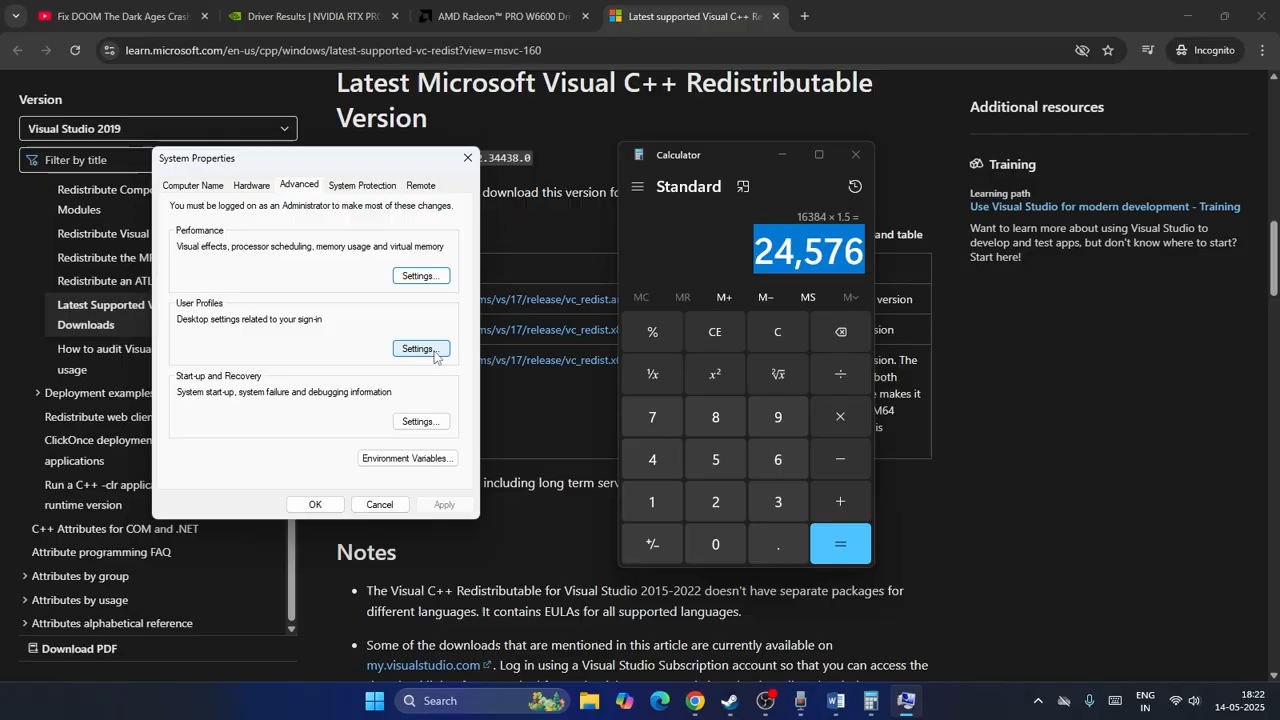 Fix DOOM The Dark Ages Crash
Driver Results | NVIDIA RTX PRO
AMD Radeon™ PRO W6600 Dri
Latest supported Visual C++ Re
learn.microsoft.com/en-us/cpp/windows/latest-supported-vc-redist?view=msvc-160
Incognito
Version
Visual Studio 2019
Filter by title
Redistribute Compo
Modules
Redistribute Visual
Redistribute the MF
Redistribute an ATL
Latest Supported V
Downloads
How to audit Visua
usage
Deployment examples
Redistribute web clien
ClickOnce deploymen
applications
Run a C++ -clr applica
runtime version
C++ Attributes for COM and .NET
Attribute programming FAQ
Attributes by group
Attributes by usage
Attributes alphabetical reference
Download PDF
Latest Microsoft Visual C++ Redistributable
Version
2.34438.0
download this version fo
and table
ms/vs/17/release/vc_redist.ar
version
ms/vs/17/release/vc_redist.x8
rsion
ms/vs/17/release/vc_redist.x6
rsion. The
both
e makes it
M64
is
including long term serv
Notes
The Visual C++ Redistributable for Visual Studio 2015-2022 doesn't have separate packages for
different languages. It contains EULAs for all supported languages.
Some of the downloads that are mentioned in this article are currently available on
my.visualstudio.com. Log in using a Visual Studio Subscription account so that you can access the
Additional resources
Training
Learning path
Use Visual Studio for modern development - Training
Want to learn more about using Visual Studio to
develop and test apps, but don't know where to start?
Start here!
System Properties
Computer Name
Hardware
Advanced
System Protection
Remote
You must be logged on as an Administrator to make most of these changes.
Performance
Visual effects, processor scheduling, memory usage and virtual memory
Settings...
User Profiles
Desktop settings related to your sign-in
Settings...
Start-up and Recovery
System start-up, system failure and debugging information
Settings...
Environment Variables...
OK
Cancel
Apply
Calculator
Standard
16384 × 1.5 =
24,576
MC MR M+ M− MS M˅
% CE C
¹/x x² ²√x ÷
7 8 9 ×
4 5 6 −
1 2 3 +
+/− 0 . =
Search
ENG
IN
18:22
14-05-2025